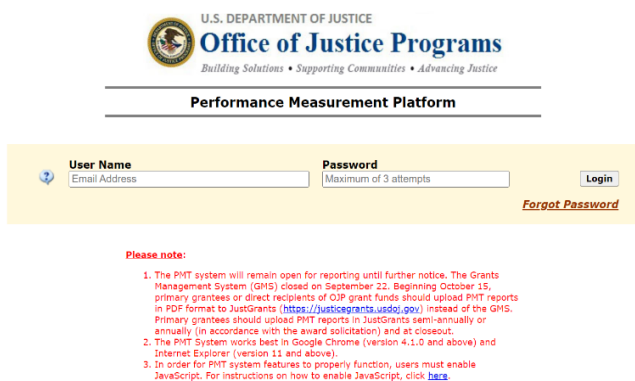 U.S. DEPARTMENT OF JUSTICE
Office of Justice Programs
Building Solutions • Supporting Communities • Advancing Justice
Performance Measurement Platform
User Name Password
Email Address Maximum of 3 attempts Login
Forgot Password
Please note:
1. The PMT system will remain open for reporting until further notice. The Grants
Management System (GMS) closed on September 22. Beginning October 15,
primary grantees or direct recipients of OJP grant funds should upload PMT reports
in PDF format to JustGrants (https://justicegrants.usdoj.gov) instead of the GMS.
Primary grantees should upload PMT reports in JustGrants semi-annually or
annually (in accordance with the award solicitation) and at closeout.
2. The PMT System works best in Google Chrome (version 4.1.0 and above) and
Internet Explorer (version 11 and above).
3. In order for PMT system features to properly function, users must enable
JavaScript. For instructions on how to enable JavaScript, click here.